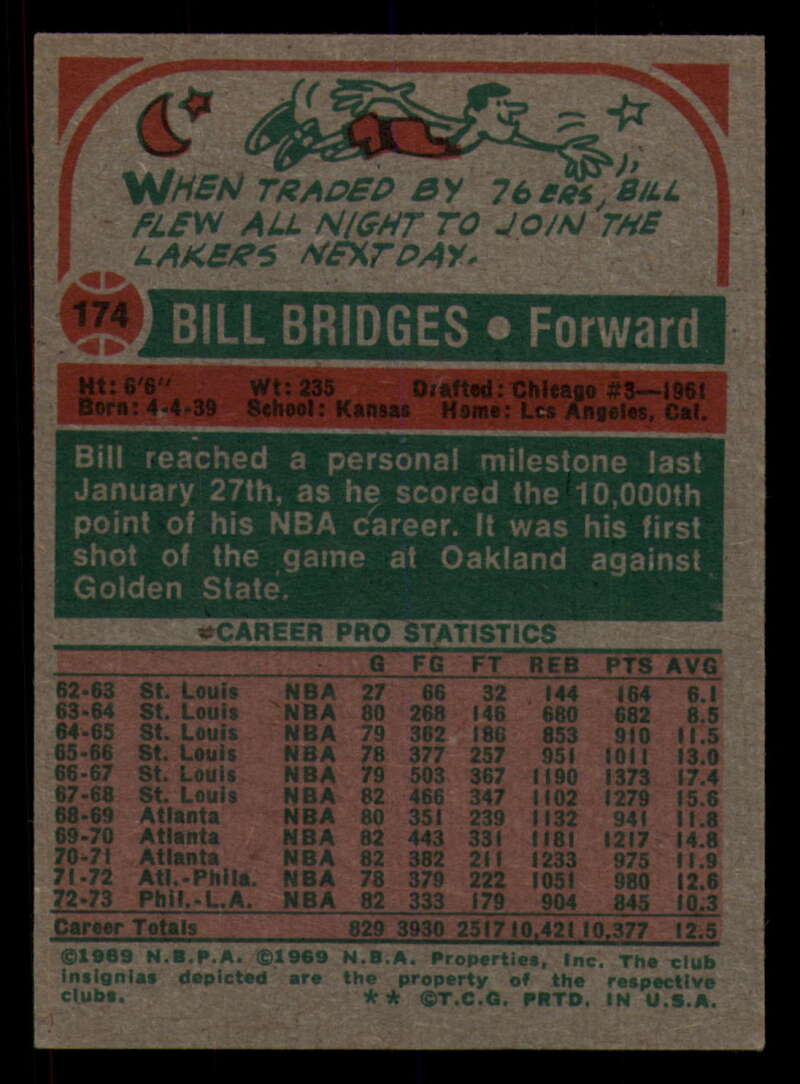 WHEN TRADED BY 76ERS, BILL
FLEW ALL NIGHT TO JOIN THE
LAKERS NEXT DAY.
174 BILL BRIDGES • Forward
Ht: 6'6" Wt: 235 Drafted: Chicago #3—1961
Born: 4-4-39 School: Kansas Home: Los Angeles, Cal.
Bill reached a personal milestone last
January 27th, as he scored the 10,000th
point of his NBA career. It was his first
shot of the game at Oakland against
Golden State.
CAREER PRO STATISTICS
G FG FT REB PTS AVG
62-63 St. Louis NBA 27 66 32 144 164 6.1
63-64 St. Louis NBA 80 268 146 680 682 8.5
64-65 St. Louis NBA 79 362 186 853 910 11.5
65-66 St. Louis NBA 78 377 257 951 1011 13.0
66-67 St. Louis NBA 79 503 367 1190 1373 17.4
67-68 St. Louis NBA 82 466 347 1102 1279 15.6
68-69 Atlanta NBA 80 351 239 1132 941 11.8
69-70 Atlanta NBA 82 443 331 1181 1217 14.8
70-71 Atlanta NBA 82 382 211 1233 975 11.9
71-72 Atl.-Phila. NBA 78 379 222 1051 980 12.6
72-73 Phil.-L.A. NBA 82 333 179 904 845 10.3
Career Totals 829 3930 2517 10,421 10,377 12.5
©1969 N.B.P.A. ©1969 N.B.A. Properties, Inc. The club
insignias depicted are the property of the respective
clubs. ** ©T.C.G. PRTD. IN U.S.A.